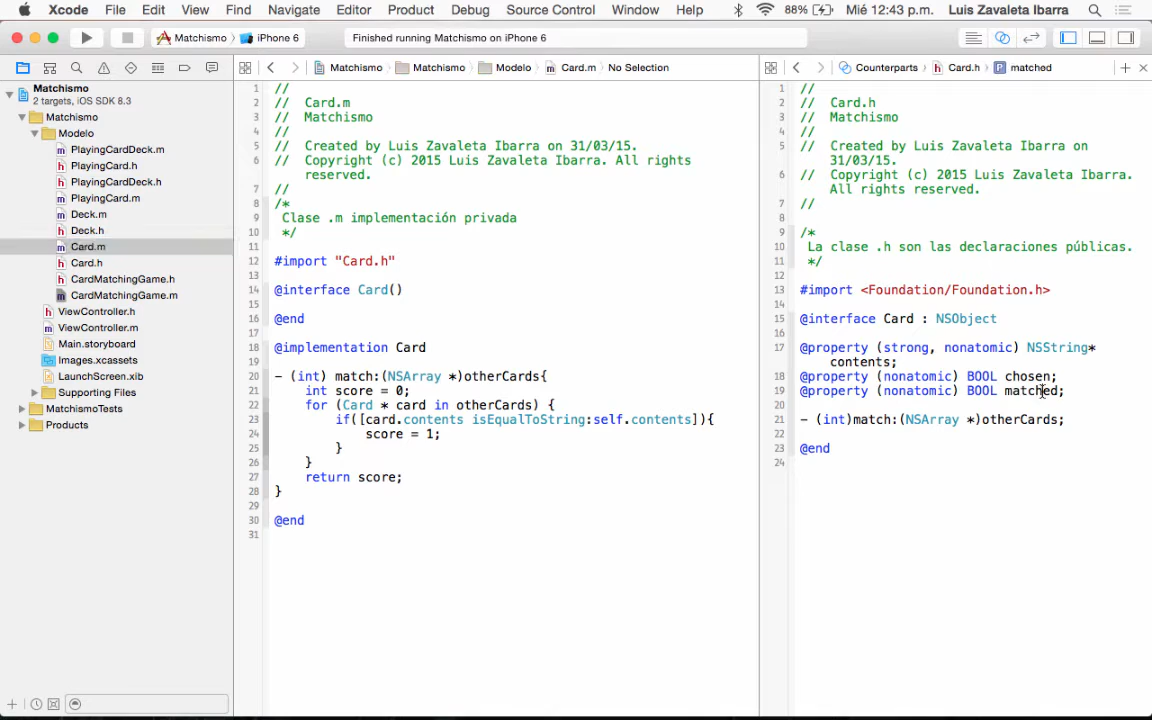 Xcode File Edit View Find Navigate Editor Product Debug Source Control Window Help 88% Mié 12:43 p.m. Luis Zavaleta Ibarra
Matchismo iPhone 6 Finished running Matchismo on iPhone 6
Matchismo Matchismo Modelo Card.m No Selection
Counterparts Card.h P matched
Matchismo
2 targets, iOS SDK 8.3
Matchismo
Modelo
m PlayingCardDeck.m
h PlayingCard.h
h PlayingCardDeck.h
m PlayingCard.m
m Deck.m
h Deck.h
m Card.m
h Card.h
h CardMatchingGame.h
m CardMatchingGame.m
h ViewController.h
m ViewController.m
Main.storyboard
Images.xcassets
LaunchScreen.xib
Supporting Files
MatchismoTests
Products
1 //
2 // Card.m
3 // Matchismo
4 //
5 // Created by Luis Zavaleta Ibarra on 31/03/15.
6 // Copyright (c) 2015 Luis Zavaleta Ibarra. All rights
reserved.
7 //
8 /*
9 Clase .m implementación privada
10 */
11
12 #import "Card.h"
13
14 @interface Card()
15
16 @end
17
18 @implementation Card
19
20 - (int) match:(NSArray *)otherCards{
21 int score = 0;
22 for (Card * card in otherCards) {
23 if([card.contents isEqualToString:self.contents]){
24 score = 1;
25 }
26 }
27 return score;
28 }
29
30 @end
31
1 //
2 // Card.h
3 // Matchismo
4 //
5 // Created by Luis Zavaleta Ibarra on
31/03/15.
6 // Copyright (c) 2015 Luis Zavaleta Ibarra.
All rights reserved.
7 //
8
9 /*
10 La clase .h son las declaraciones públicas.
11 */
12
13 #import <Foundation/Foundation.h>
14
15 @interface Card : NSObject
16
17 @property (strong, nonatomic) NSString*
contents;
18 @property (nonatomic) BOOL chosen;
19 @property (nonatomic) BOOL matched;
20
21 - (int)match:(NSArray *)otherCards;
22
23 @end
24